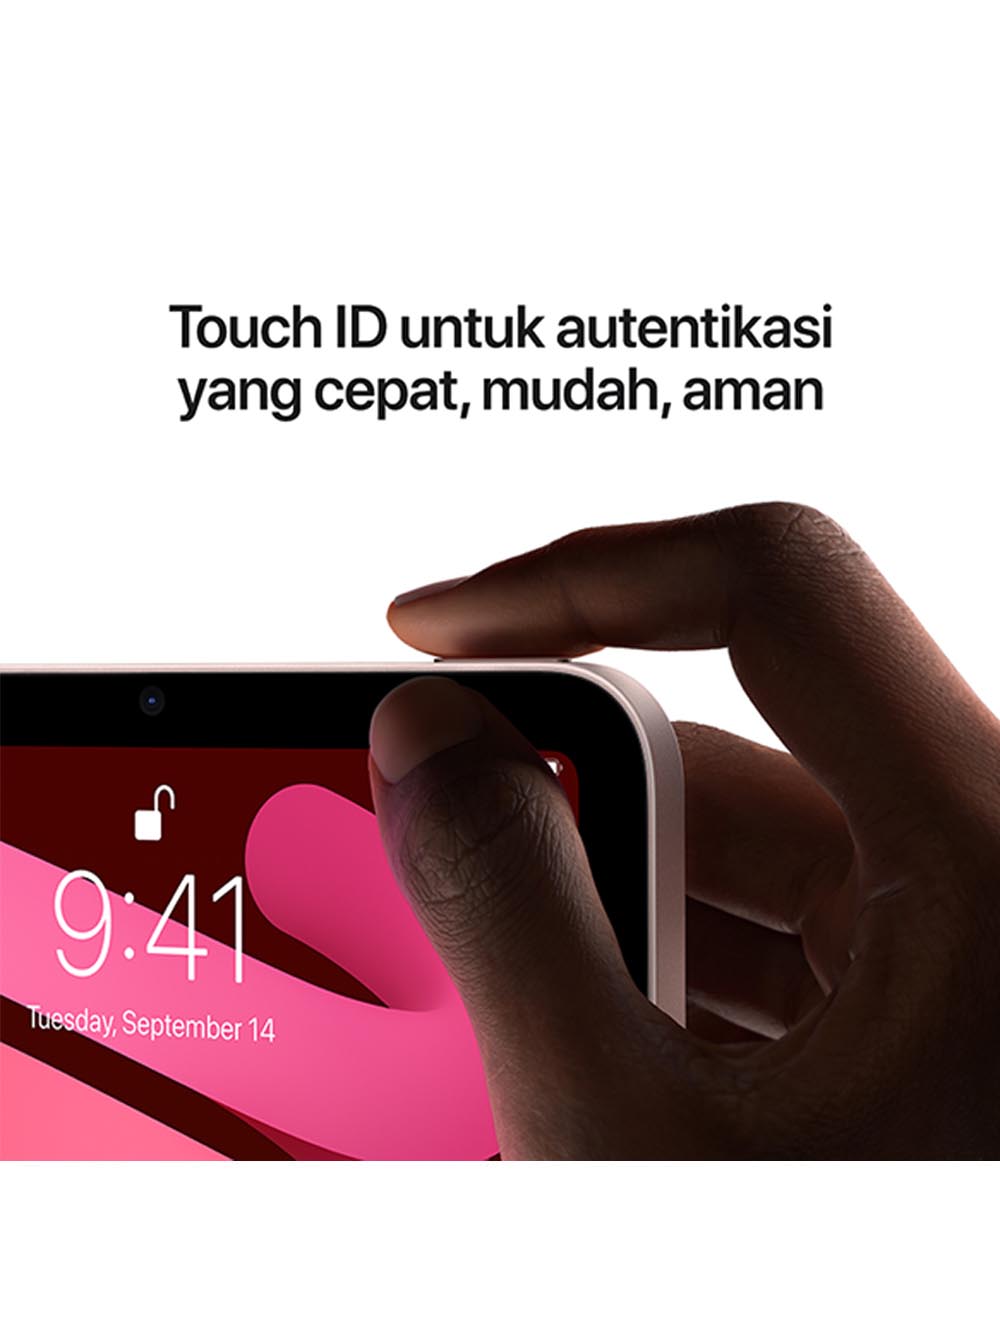 Touch ID untuk autentikasi
yang cepat, mudah, aman
9:41
Tuesday, September 14